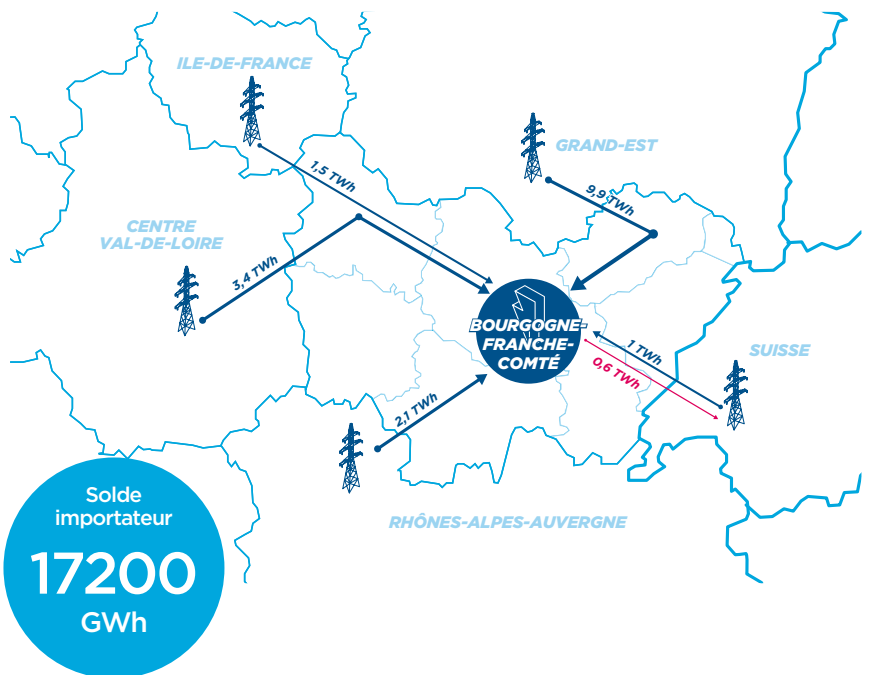 ILE-DE-FRANCE
1,5 TWh
GRAND-EST
9,9 TWh
CENTRE
VAL-DE-LOIRE
3,4 TWh
BOURGOGNE-
FRANCHE-
COMTÉ
1 TWh
0,6 TWh
SUISSE
2,1 TWh
RHÔNES-ALPES-AUVERGNE
Solde
importateur
17200
GWh